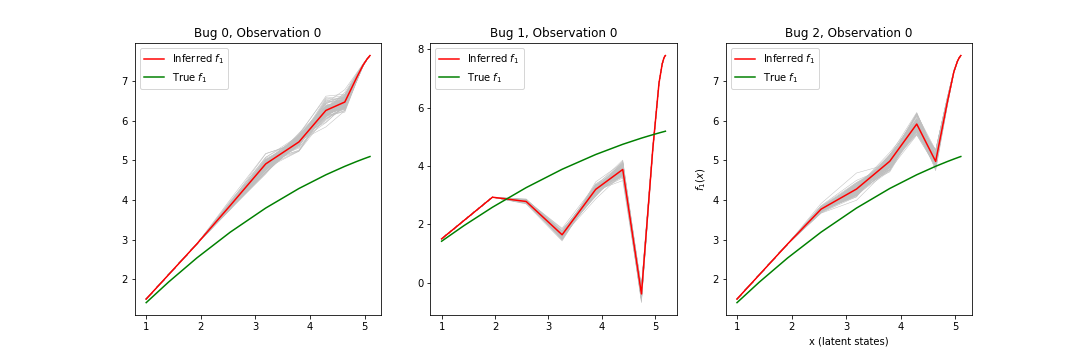 Bug 0, Observation 0
Inferred f₁
True f₁
7
6
5
4
3
2
1 2 3 4 5
Bug 1, Observation 0
Inferred f₁
True f₁
8
6
4
2
0
1 2 3 4 5
Bug 2, Observation 0
Inferred f₁
True f₁
f₁(x)
7
6
5
4
3
2
1 2 3 4 5
x (latent states)